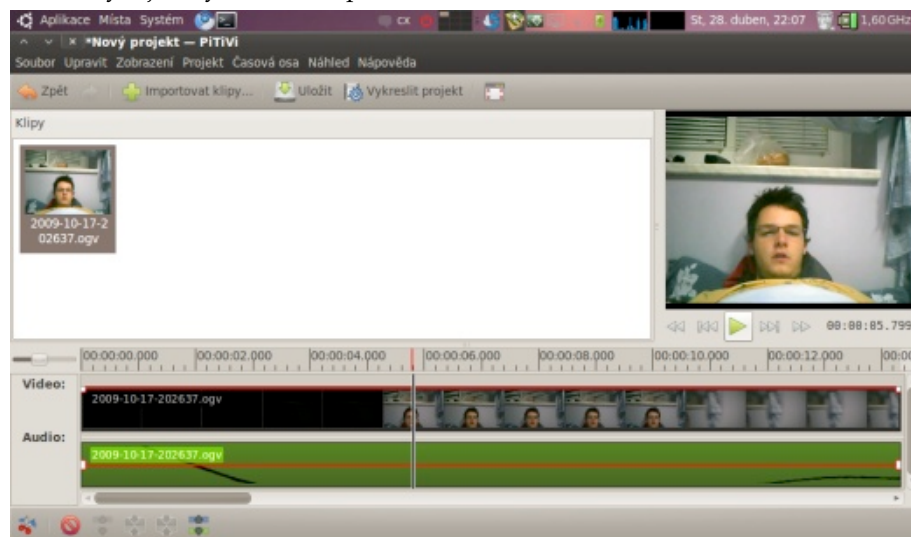 Aplikace Místa Systém CX St, 28. duben, 22:07 1,60 GHz
*Nový projekt — PiTiVi
Soubor Upravit Zobrazení Projekt Časová osa Náhled Nápověda
Zpět Importovat klipy... Uložit Vykreslit projekt
Klipy
2009-10-17-2
02637.ogv
00:00:05.799
00:00:00.000 00:00:02.000 00:00:04.000 00:00:06.000 00:00:08.000 00:00:10.000 00:00:12.000
Video:
2009-10-17-202637.ogv
Audio:
2009-10-17-202637.ogv